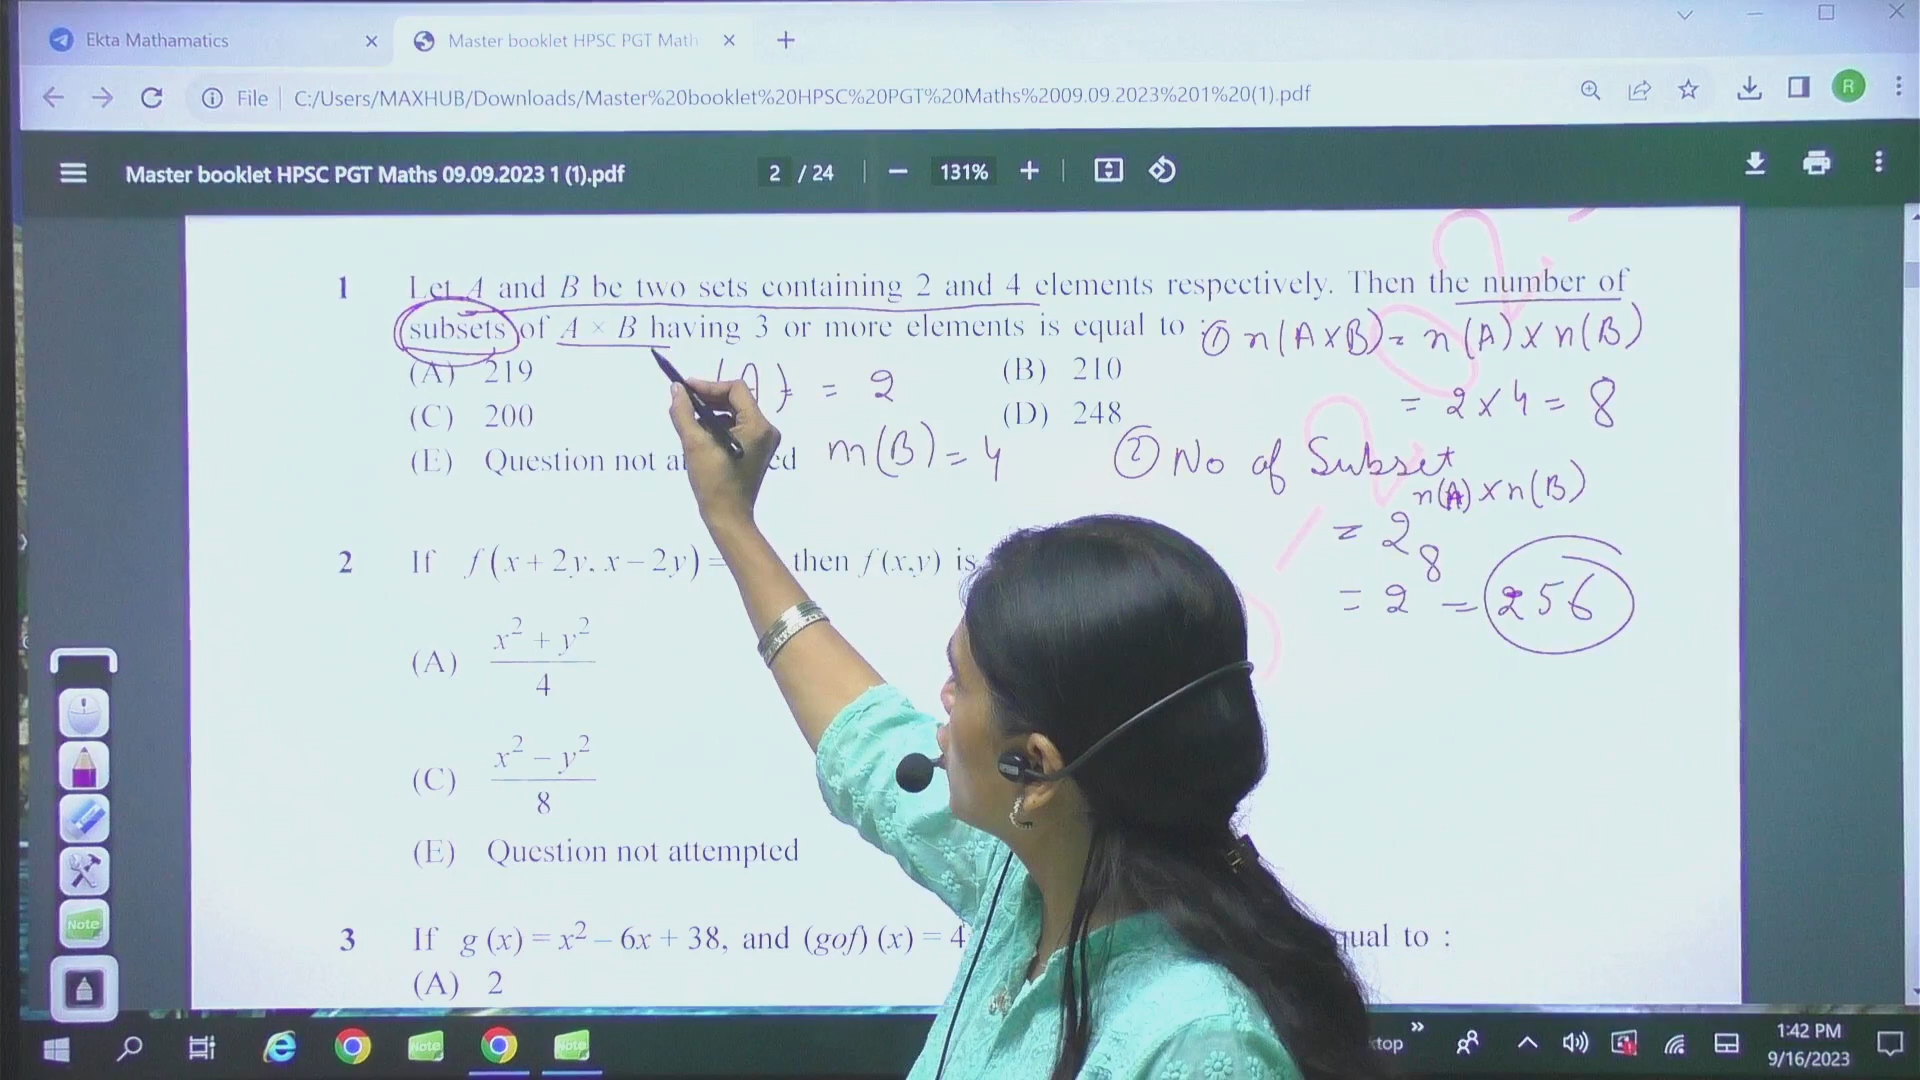 Ekta Mathamatics
Master booklet HPSC PGT Math
File C:/Users/MAXHUB/Downloads/Master%20booklet%20HPSC%20PGT%20Maths%2009.09.2023%201%20(1).pdf
R
Master booklet HPSC PGT Maths 09.09.2023 1 (1).pdf
2 / 24
131%
1 Let A and B be two sets containing 2 and 4 elements respectively. Then the number of
subsets of A × B having 3 or more elements is equal to :
(A) 219
(B) 210
(C) 200
(D) 248
(E) Question not
① n(A×B) = n(A) × n(B)
= 2 × 4 = 8
(A) = 2
n(B) = 4
② No of Subset
= 2 n(A) × n(B)
= 2 8 = 256
2 If f(x + 2y, x − 2y) = then f(x,y) is
(A) x² + y² / 4
(C) x² − y² / 8
(E) Question not attempted
3 If g (x) = x² – 6x + 38, and (gof) (x) = 4 qual to :
(A) 2
Note
Note
Note
ktop
1:42 PM
9/16/2023